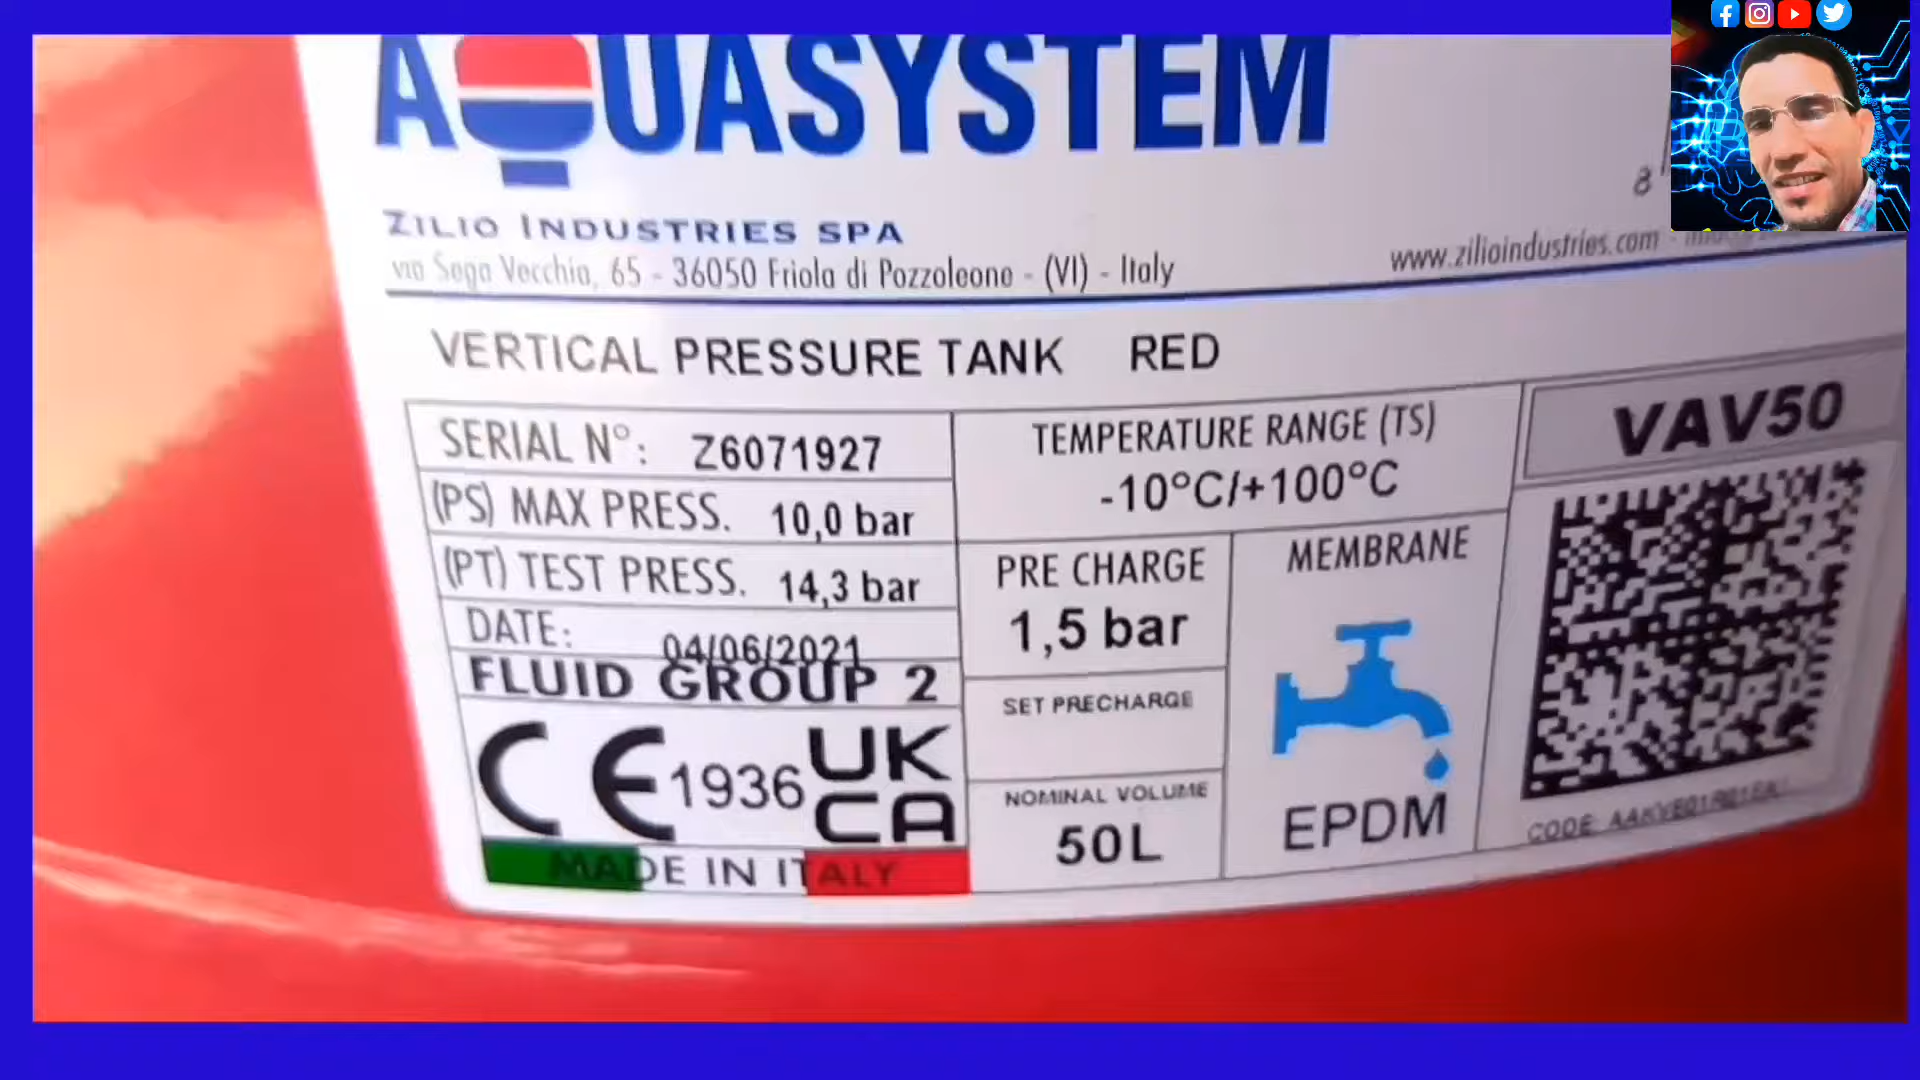 AQUASYSTEM
ZILIO INDUSTRIES SPA
via Sega Vecchia, 65 - 36050 Friola di Pozzoleone - (VI) - Italy
www.zilioindustries.com -
VERTICAL PRESSURE TANK RED
VAV50
SERIAL N°: Z6071927
(PS) MAX PRESS. 10,0 bar
(PT) TEST PRESS. 14,3 bar
DATE: 04/06/2021
FLUID GROUP 2
CE 1936 UK
CA
MADE IN ITALY
TEMPERATURE RANGE (TS)
-10°C/+100°C
PRE CHARGE
1,5 bar
SET PRECHARGE
NOMINAL VOLUME
50L
MEMBRANE
EPDM
CODE: